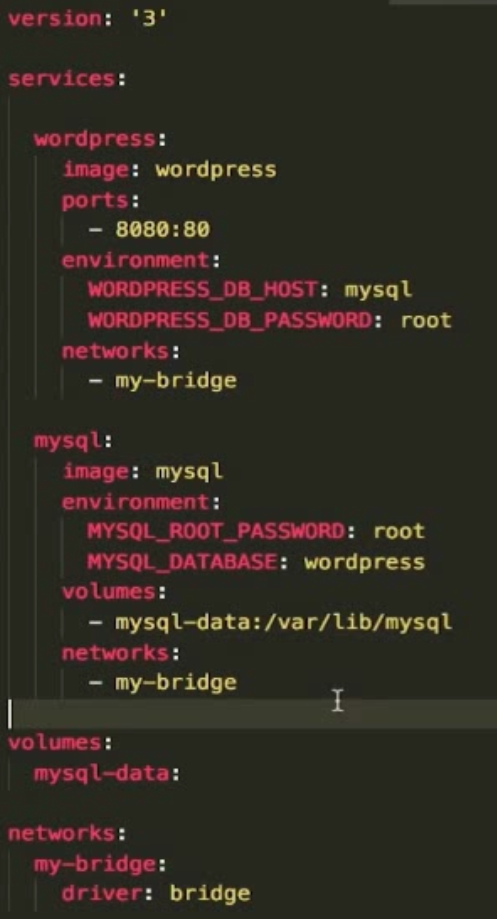 version: '3'
services:
wordpress:
image: wordpress
ports:
- 8080:80
environment:
WORDPRESS_DB_HOST: mysql
WORDPRESS_DB_PASSWORD: root
networks:
- my-bridge
mysql:
image: mysql
environment:
MYSQL_ROOT_PASSWORD: root
MYSQL_DATABASE: wordpress
volumes:
- mysql-data:/var/lib/mysql
networks:
- my-bridge
volumes:
mysql-data:
networks:
my-bridge:
driver: bridge